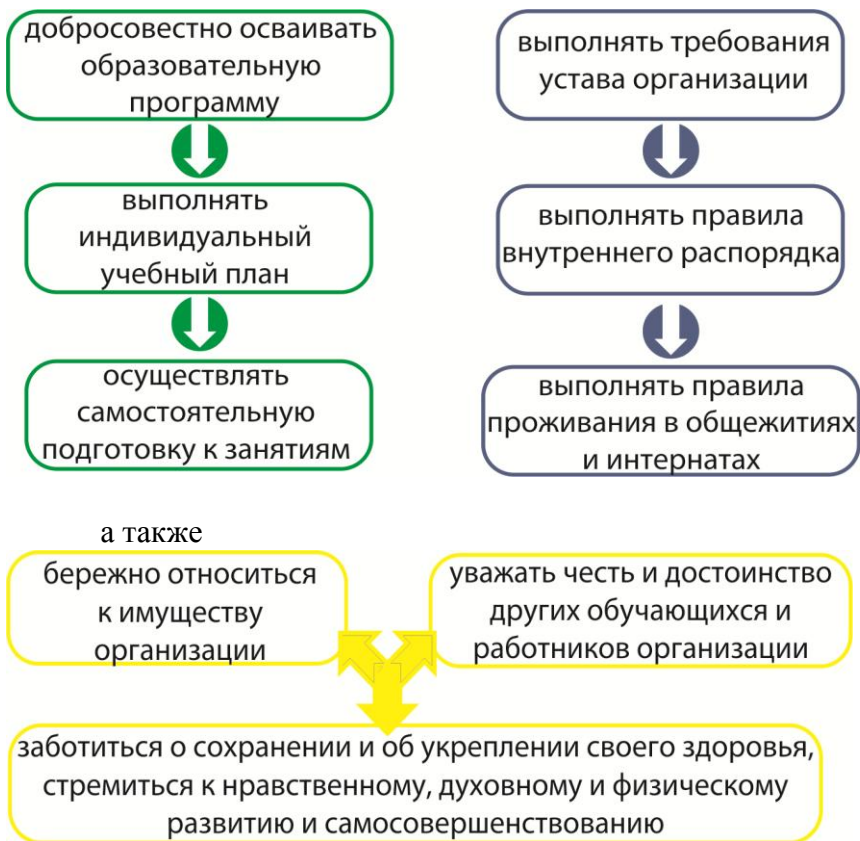 добросовестно осваивать
образовательную
программу
выполнять
индивидуальный
учебный план
осуществлять
самостоятельную
подготовку к занятиям
выполнять требования
устава организации
выполнять правила
внутреннего распорядка
выполнять правила
проживания в общежитиях
и интернатах
а также
бережно относиться
к имуществу
организации
уважать честь и достоинство
других обучающихся и
работников организации
заботиться о сохранении и об укреплении своего здоровья,
стремиться к нравственному, духовному и физическому
развитию и самосовершенствованию